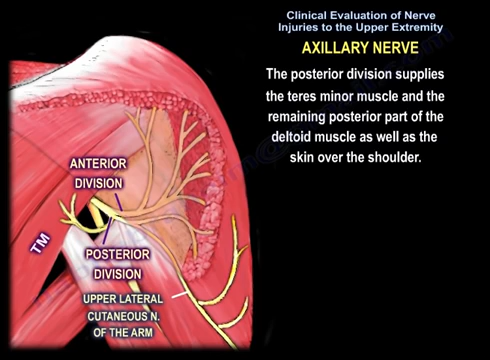 Clinical Evaluation of Nerve
Injuries to the Upper Extremity
AXILLARY NERVE
The posterior division supplies
the teres minor muscle and the
remaining posterior part of the
deltoid muscle as well as the
skin over the shoulder.
ANTERIOR
DIVISION
TM
POSTERIOR
DIVISION
UPPER LATERAL
CUTANEOUS N.
OF THE ARM